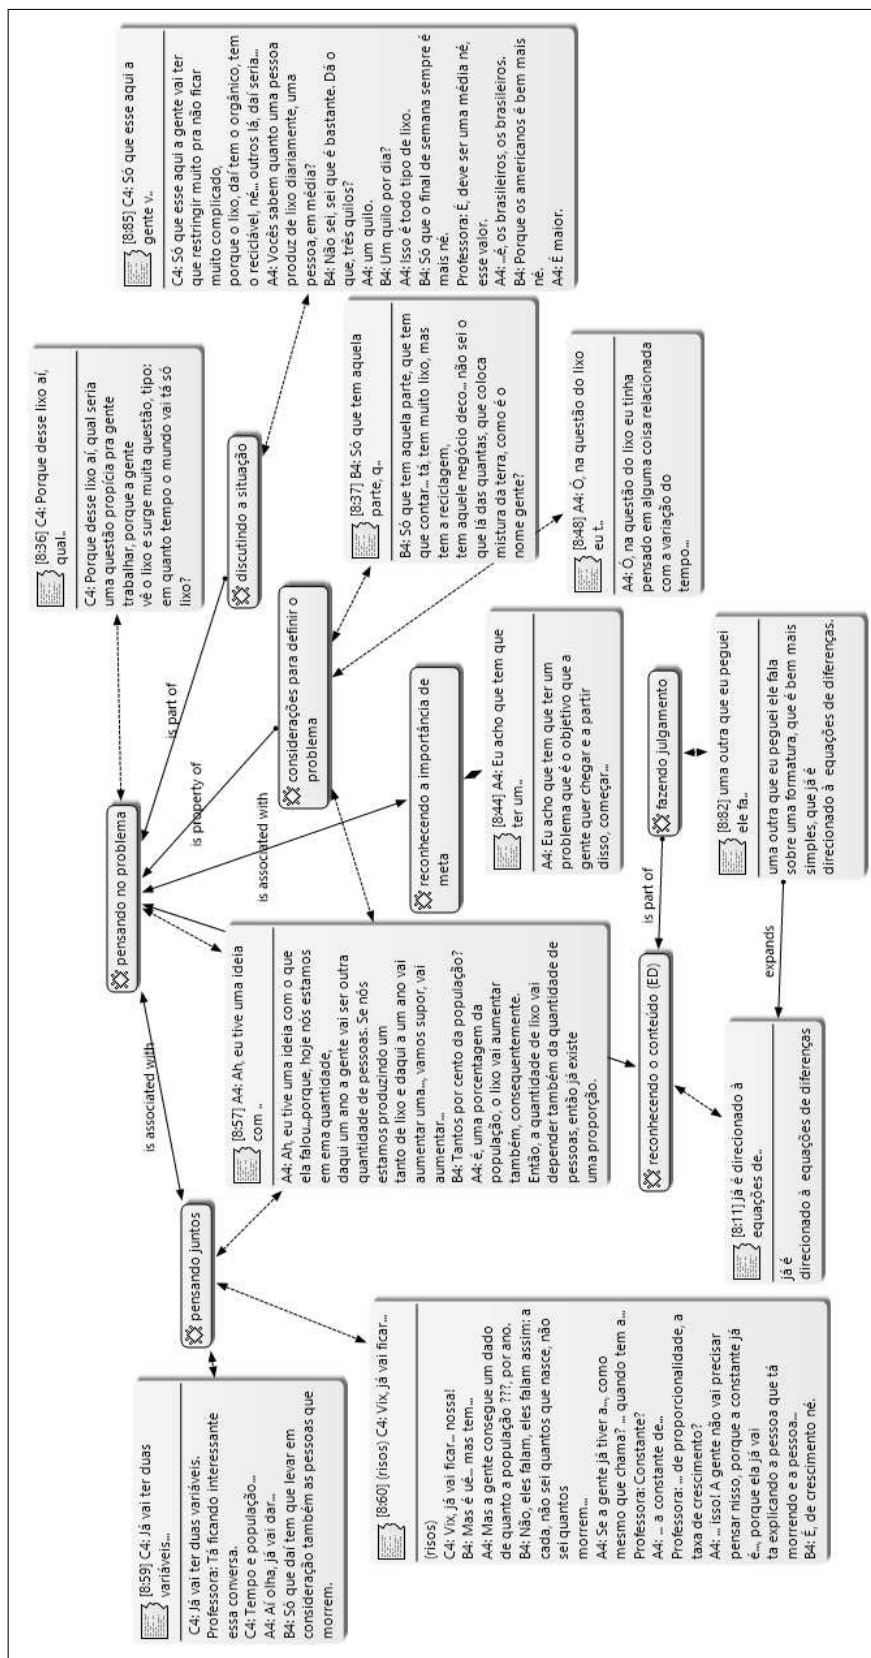 [8:59] C4: Já vai ter duas
variáveis...
C4: Já vai ter duas variáveis.
Professora: Tá ficando interessante
essa conversa.
C4: Tempo e população...
A4: Aí olha, já vai dar...
B4: Só que daí tem que levar em
consideração também as pessoas que
morrem.
pensando juntos
[8:60] (risos) C4: Vix, já vai ficar...
(risos)
C4: Vix, já vai ficar... nossa!
B4: Mas é ué... mas tem...
A4: Mas a gente consegue um dado
de quanto a população ???, por ano.
B4: Não, eles falam, eles falam assim: a
cada, não sei quantos que nasce, não
sei quantos
morrem...
A4: Se a gente já tiver a..., como
mesmo que chama? ... quando tem a...
Professora: Constante?
A4: ... a constante de...
Professora: ... de proporcionalidade, a
taxa de crescimento?
A4: ... Isso! A gente não vai precisar
pensar nisso, porque a constante já
é..., porque ela já vai
ta explicando a pessoa que tá
morrendo e a pessoa...
B4: É, de crescimento né.
is associated with
pensando no problema
[8:57] A4: Ah, eu tive uma ideia
com ..
A4: Ah, eu tive uma ideia com o que
ela falou...porque, hoje nós estamos
em ema quantidade,
daqui um ano a gente vai ser outra
quantidade de pessoas. Se nós
estamos produzindo um
tanto de lixo e daqui a um ano vai
aumentar uma..., vamos supor, vai
aumentar...
B4: Tantos por cento da população?
A4: é, uma porcentagem da
população, o lixo vai aumentar
também, consequentemente.
Então, a quantidade de lixo vai
depender também da quantidade de
pessoas, então já existe
uma proporção.
reconhecendo o conteúdo (ED)
[8:11] já é direcionado à
equações de..
já é
direcionado à equações de diferenças
is part of
is property of
is associated with
reconhecendo a importância de
meta
[8:44] A4: Eu acho que tem que
ter um..
A4: Eu acho que tem que ter um
problema que é o objetivo que a
gente quer chegar e a partir
disso, começar...
is part of
fazendo julgamento
expands
[8:82] uma outra que eu peguei
ele fa..
uma outra que eu peguei ele fala
sobre uma formatura, que é bem mais
simples, que já é
direcionado à equações de diferenças.
considerações para definir o
problema
discutindo a situação
[8:36] C4: Porque desse lixo aí,
qual..
C4: Porque desse lixo aí, qual seria
uma questão propícia pra gente
trabalhar, porque a gente
vê o lixo e surge muita questão, tipo:
em quanto tempo o mundo vai tá só
lixo?
[8:37] B4: Só que tem aquela
parte, q..
B4: Só que tem aquela parte, que tem
que contar... tá, tem muito lixo, mas
tem a reciclagem,
tem aquele negócio deco... não sei o
que lá das quantas, que coloca
mistura da terra, como é o
nome gente?
[8:48] A4: Ó, na questão do lixo
eu t..
A4: Ó, na questão do lixo eu tinha
pensado em alguma coisa relacionada
com a variação do
tempo...
[8:85] C4: Só que esse aqui a
gente v..
C4: Só que esse aqui a gente vai ter
que restringir muito pra não ficar
muito complicado,
porque o lixo, daí tem o orgânico, tem
o reciclável, né... outros lá, daí seria...
A4: Vocês sabem quanto uma pessoa
produz de lixo diariamente, uma
pessoa, em média?
B4: Não sei, sei que é bastante. Dá o
que, três quilos?
A4: um quilo.
B4: Um quilo por dia?
A4: Isso é todo tipo de lixo.
B4: Só que o final de semana sempre é
mais né.
Professora: É, deve ser uma média né,
esse valor.
A4: ...é, os brasileiros, os brasileiros.
B4: Porque os americanos é bem mais
né.
A4: É maior.